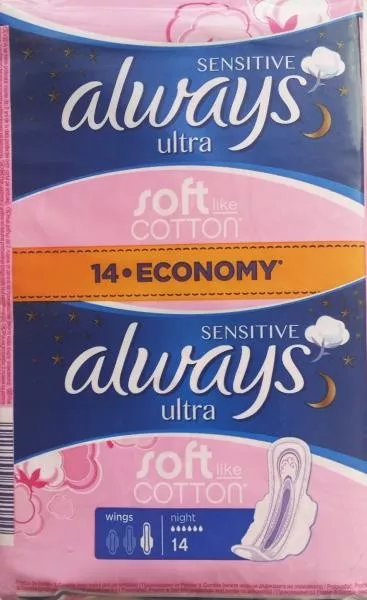 SENSITIVE
always
ultra
soft like
COTTON*
14 • ECONOMY*
SENSITIVE
always
ultra
soft like
COTTON*
wings night
14